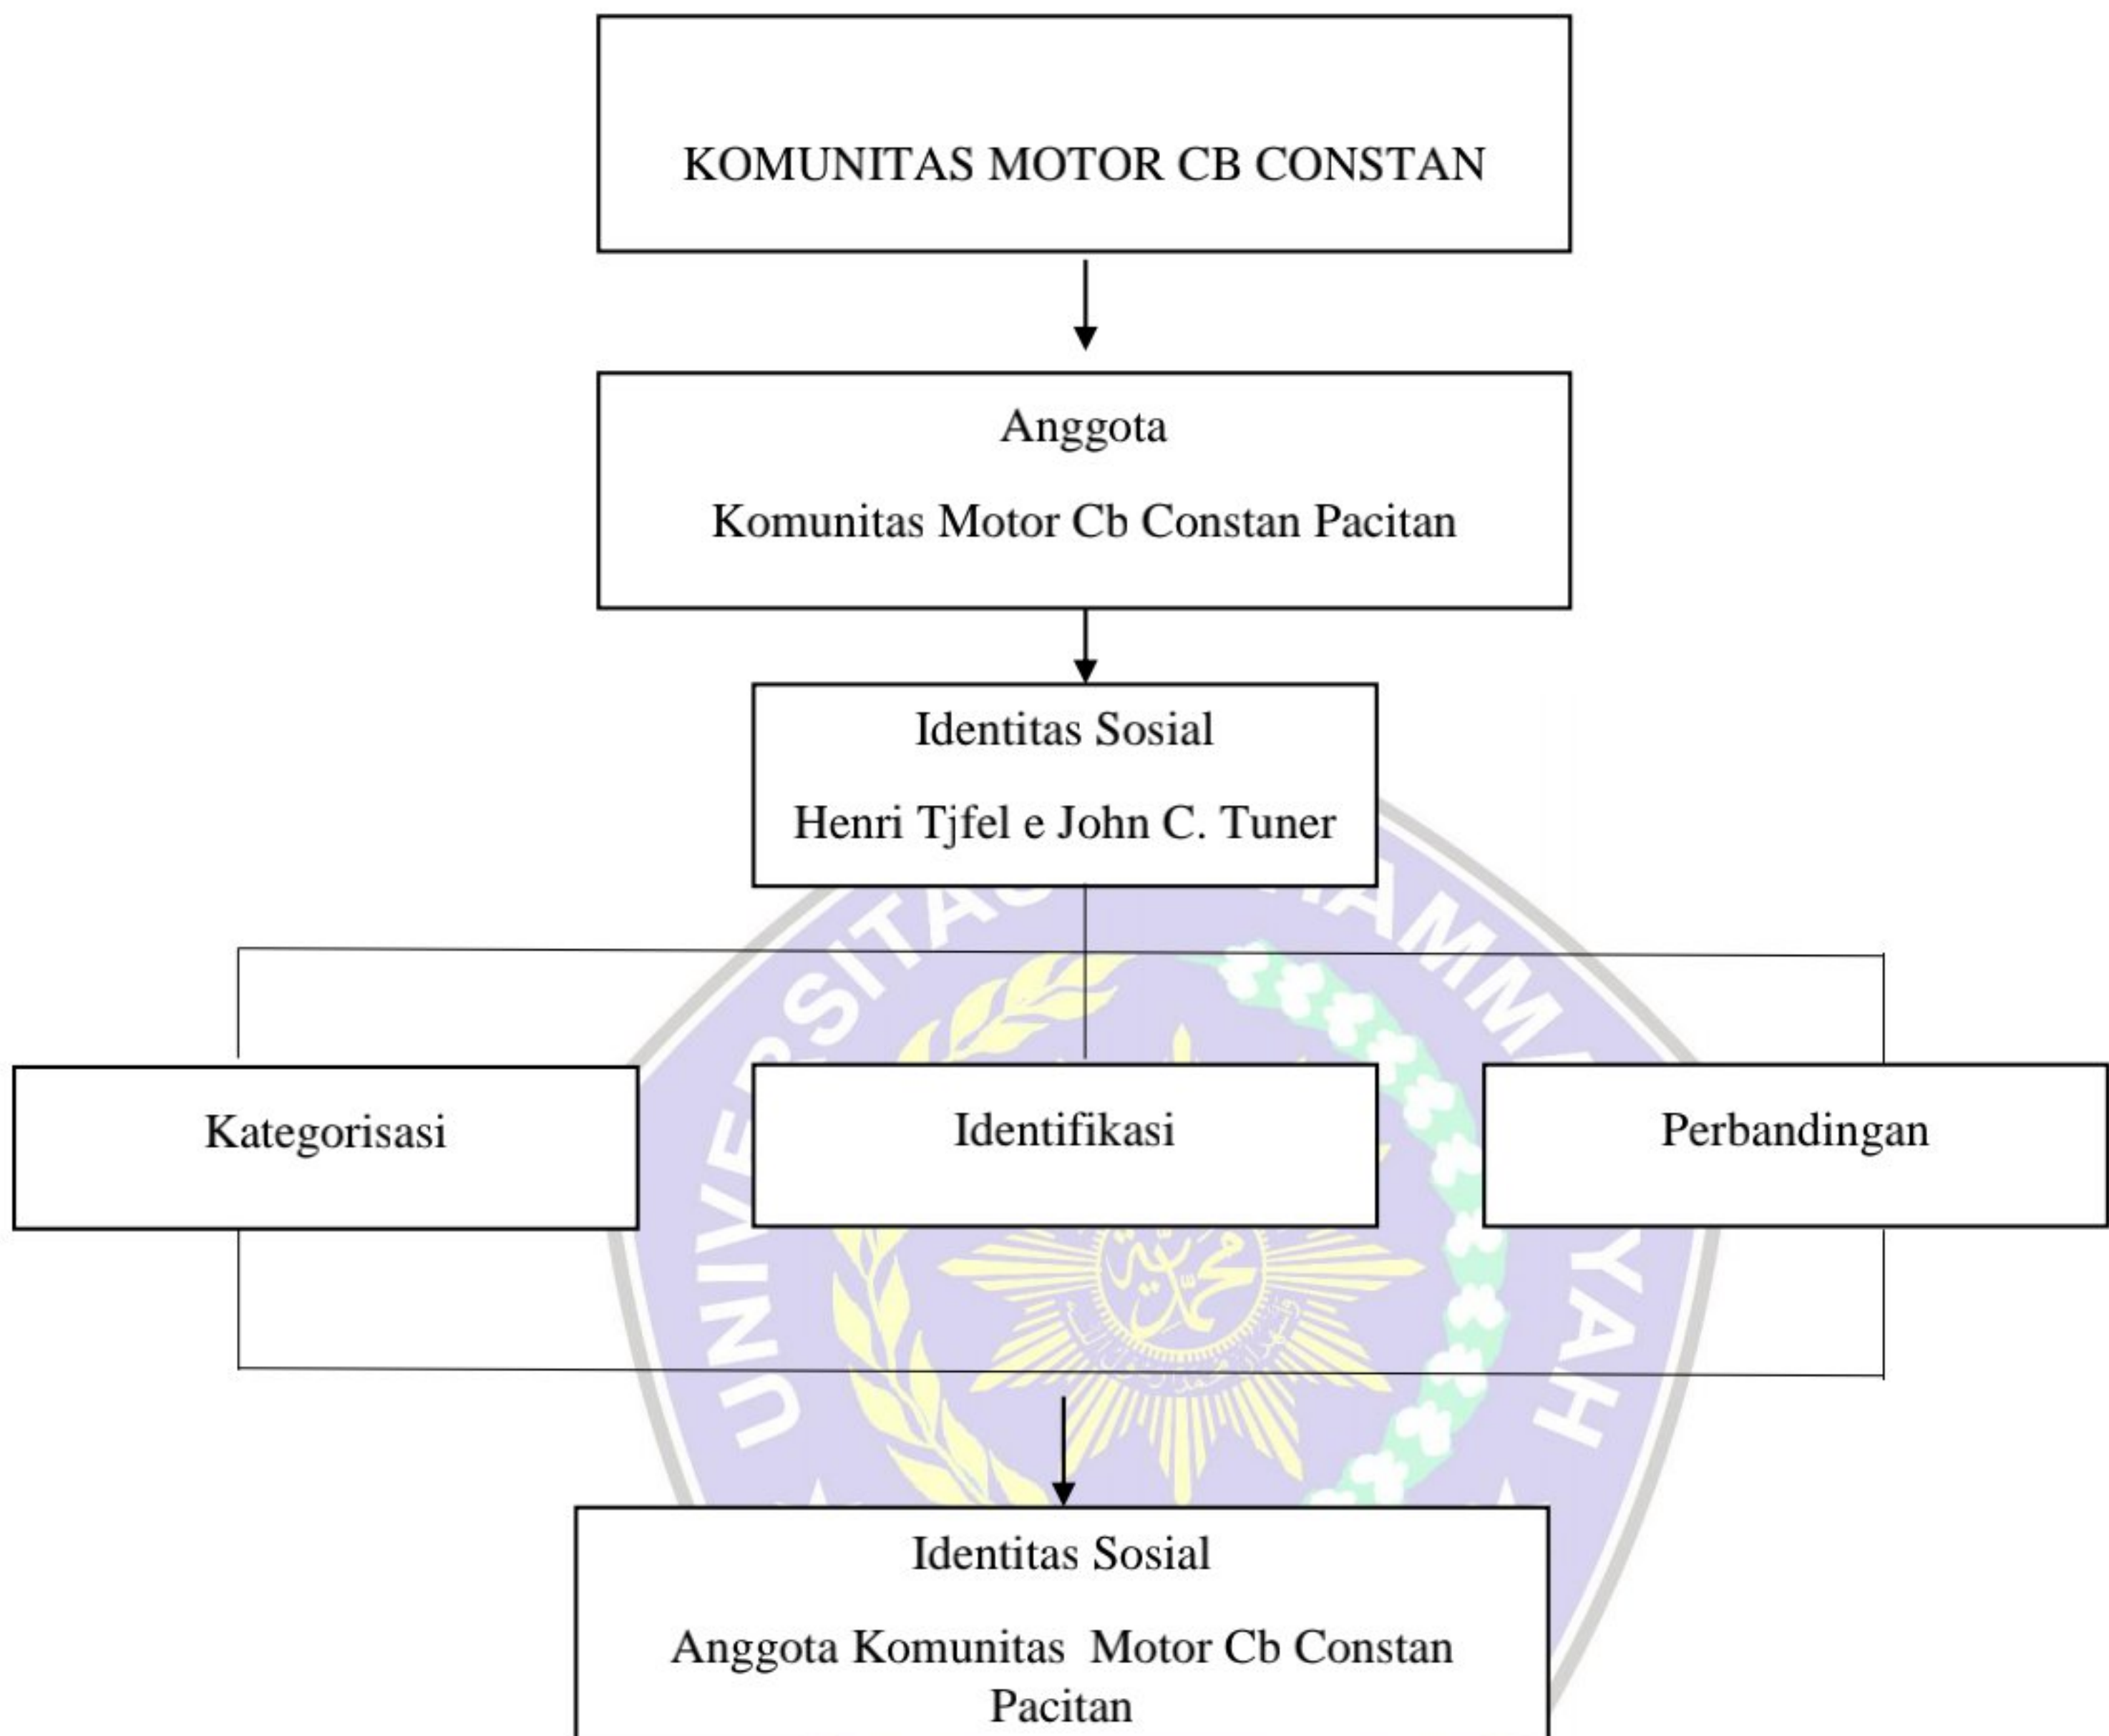 KOMUNITAS MOTOR CB CONSTAN
Anggota
Komunitas Motor Cb Constan Pacitan
Identitas Sosial
Henri Tjfel e John C. Tuner
Kategorisasi
Identifikasi
Perbandingan
Identitas Sosial
Anggota Komunitas Motor Cb Constan
Pacitan
UNIVERSITAS